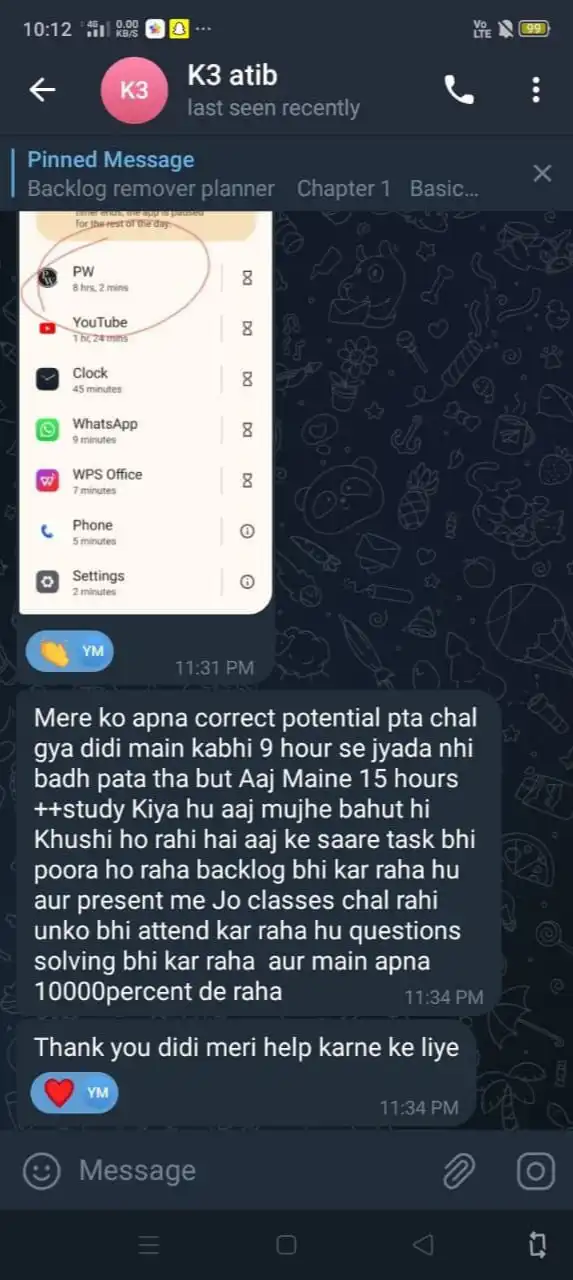 10:12 4G 0.00 KB/S ... Vo LTE 99
K3 K3 atib
last seen recently
Pinned Message
Backlog remover planner Chapter 1 Basic...
timer ends, the app is paused
for the rest of the day.
PW
8 hrs, 2 mins
YouTube
1 hr, 24 mins
Clock
45 minutes
WhatsApp
9 minutes
WPS Office
7 minutes
Phone
5 minutes
Settings
2 minutes
YM
11:31 PM
Mere ko apna correct potential pta chal
gya didi main kabhi 9 hour se jyada nhi
badh pata tha but Aaj Maine 15 hours
++study Kiya hu aaj mujhe bahut hi
Khushi ho rahi hai aaj ke saare task bhi
poora ho raha backlog bhi kar raha hu
aur present me Jo classes chal rahi
unko bhi attend kar raha hu questions
solving bhi kar raha aur main apna
10000percent de raha
11:34 PM
Thank you didi meri help karne ke liye
YM
11:34 PM
Message